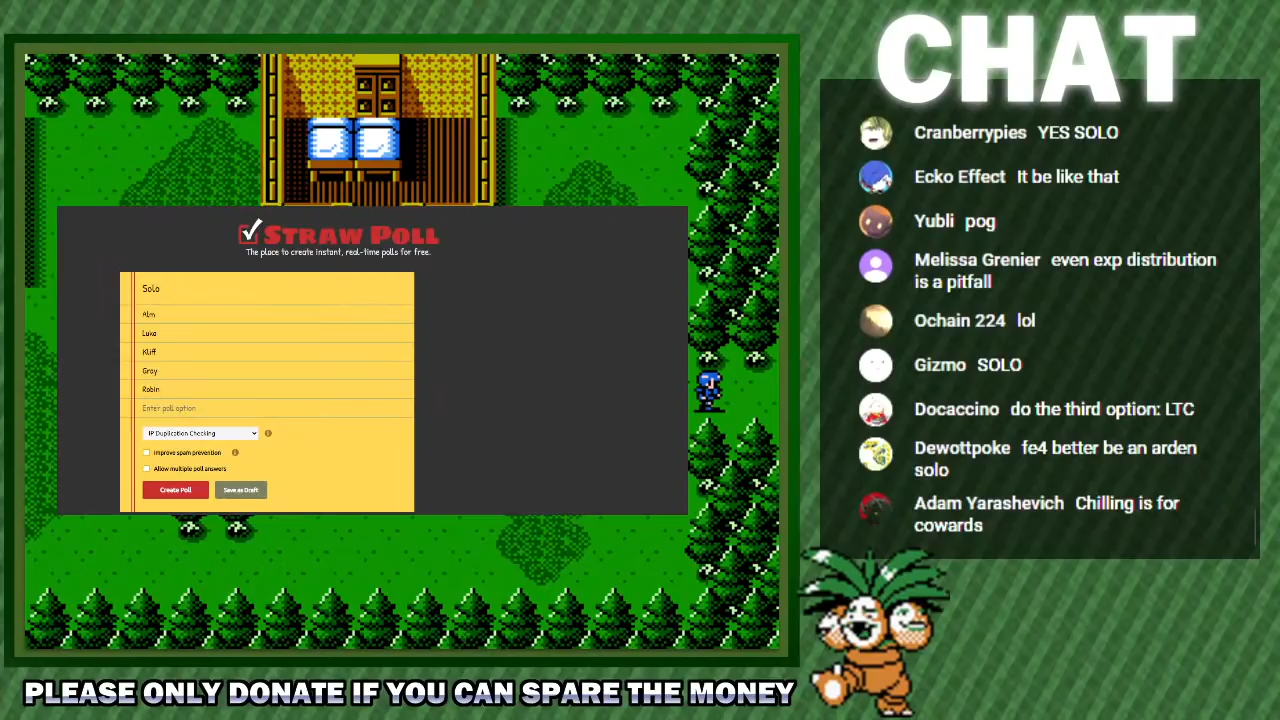 CHAT
Cranberrypies YES SOLO
Ecko Effect It be like that
Yubli pog
Melissa Grenier even exp distribution
is a pitfall
Ochain 224 lol
Gizmo SOLO
Docaccino do the third option: LTC
Dewottpoke fe4 better be an arden
solo
Adam Yarashevich Chilling is for
cowards
STRAW POLL
The place to create instant, real-time polls for free.
Solo
Alm
Luka
Kliff
Gray
Robin
Enter poll option
IP Duplication Checking
Improve spam prevention
Allow multiple poll answers
Create Poll Save as Draft
PLEASE ONLY DONATE IF YOU CAN SPARE THE MONEY